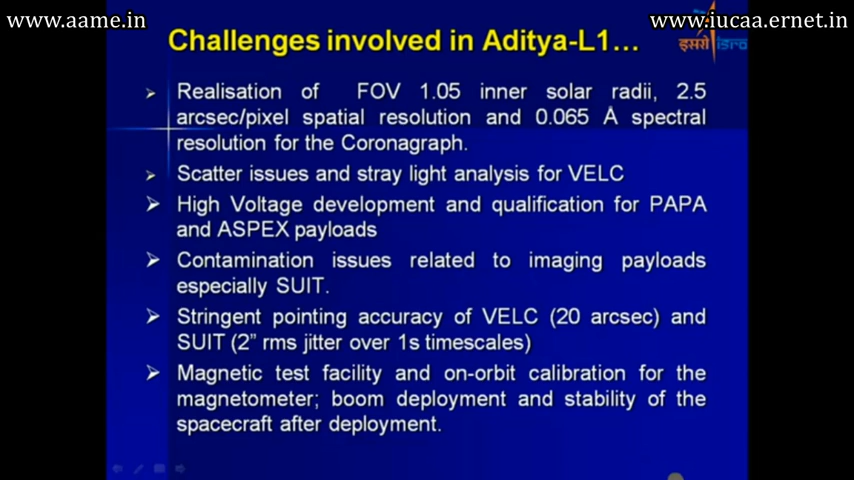 www.aame.in
www.iucaa.ernet.in
Challenges involved in Aditya-L1...
इसरो isro
Realisation of FOV 1.05 inner solar radii, 2.5
arcsec/pixel spatial resolution and 0.065 Å spectral
resolution for the Coronagraph.
Scatter issues and stray light analysis for VELC
High Voltage development and qualification for PAPA
and ASPEX payloads
Contamination issues related to imaging payloads
especially SUIT.
Stringent pointing accuracy of VELC (20 arcsec) and
SUIT (2” rms jitter over 1s timescales)
Magnetic test facility and on-orbit calibration for the
magnetometer; boom deployment and stability of the
spacecraft after deployment.